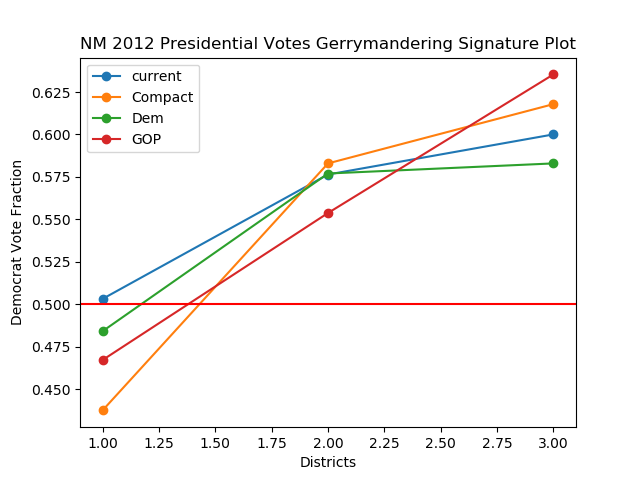 NM 2012 Presidential Votes Gerrymandering Signature Plot
current
Compact
Dem
GOP
0.625
0.600
0.575
0.550
0.525
0.500
0.475
0.450
Democrat Vote Fraction
1.00 1.25 1.50 1.75 2.00 2.25 2.50 2.75 3.00
Districts